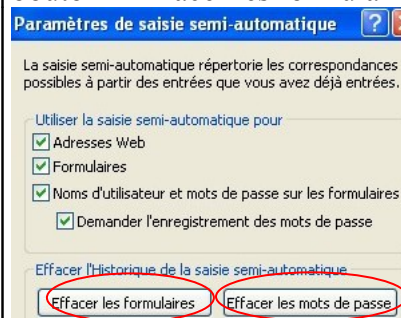 Paramètres de saisie semi-automatique
La saisie semi-automatique répertorie les correspondances
possibles à partir des entrées que vous avez déjà entrées.
Utiliser la saisie semi-automatique pour
Adresses Web
Formulaires
Noms d'utilisateur et mots de passe sur les formulaires
Demander l'enregistrement des mots de passe
Effacer l'Historique de la saisie semi-automatique
Effacer les formulaires Effacer les mots de passe